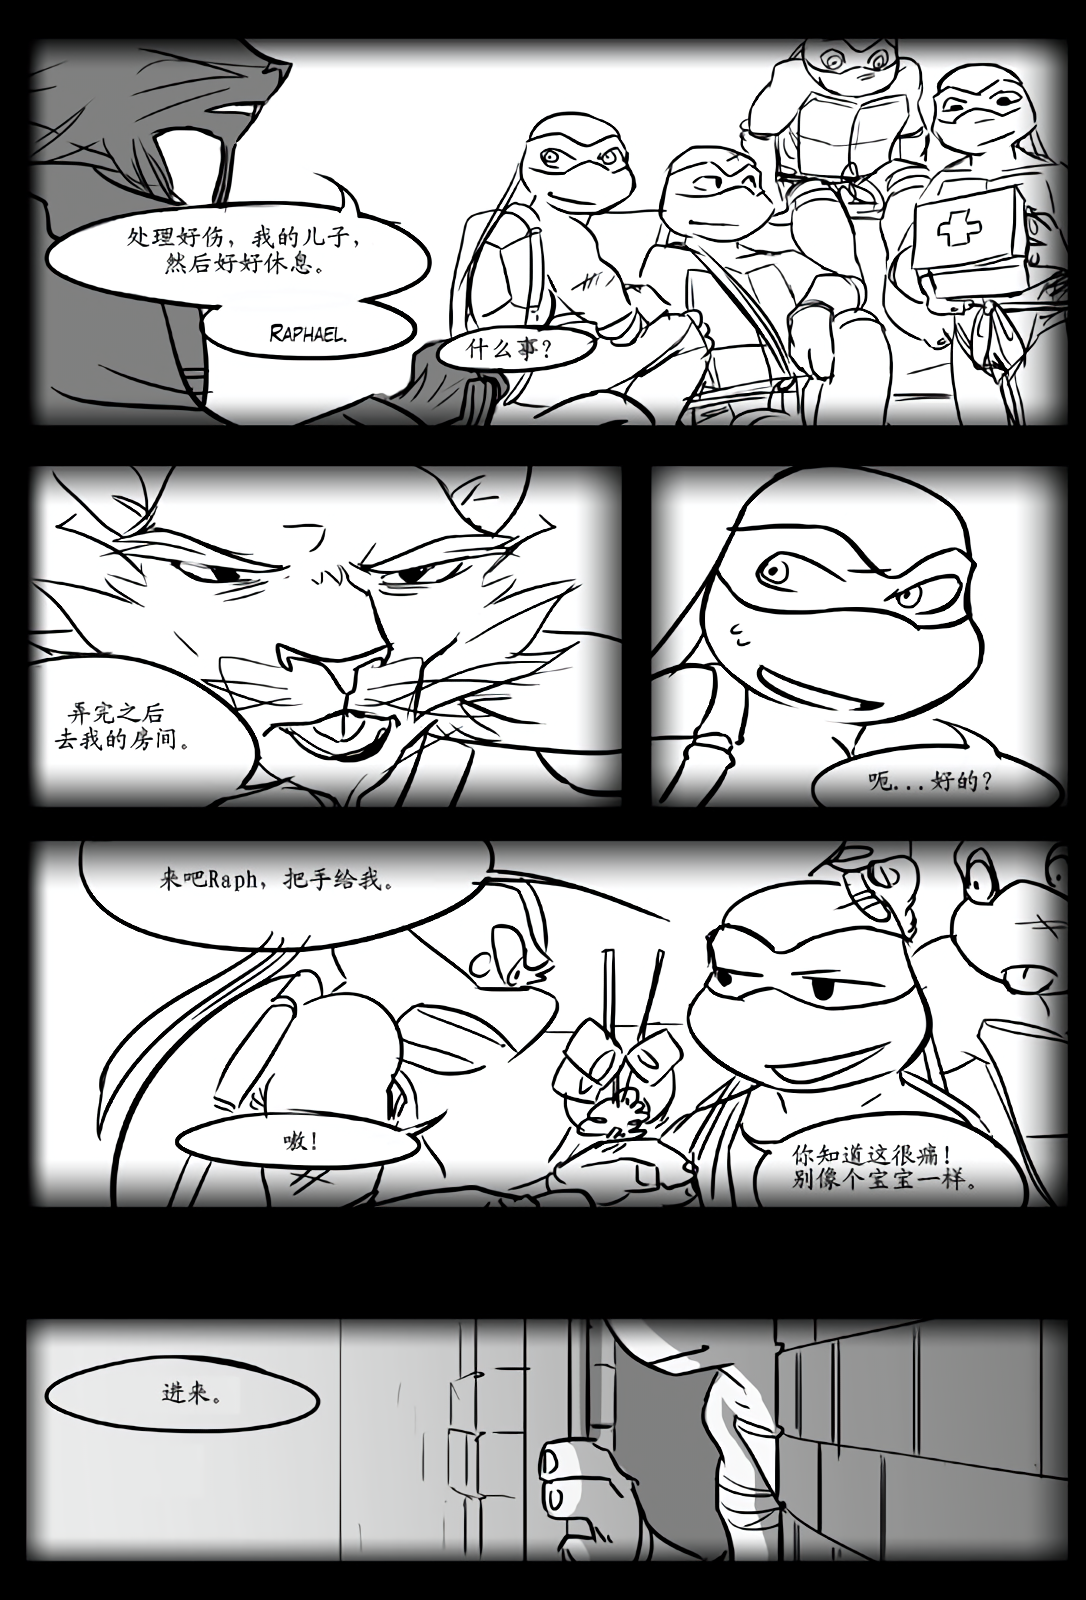 处理好伤，我的儿子，
然后好好休息。
RAPHAEL.
什么事？
弄完之后
去我的房间。
呃...好的？
来吧Raph，把手给我。
嗷！
你知道这很痛！
别像个宝宝一样。
进来。